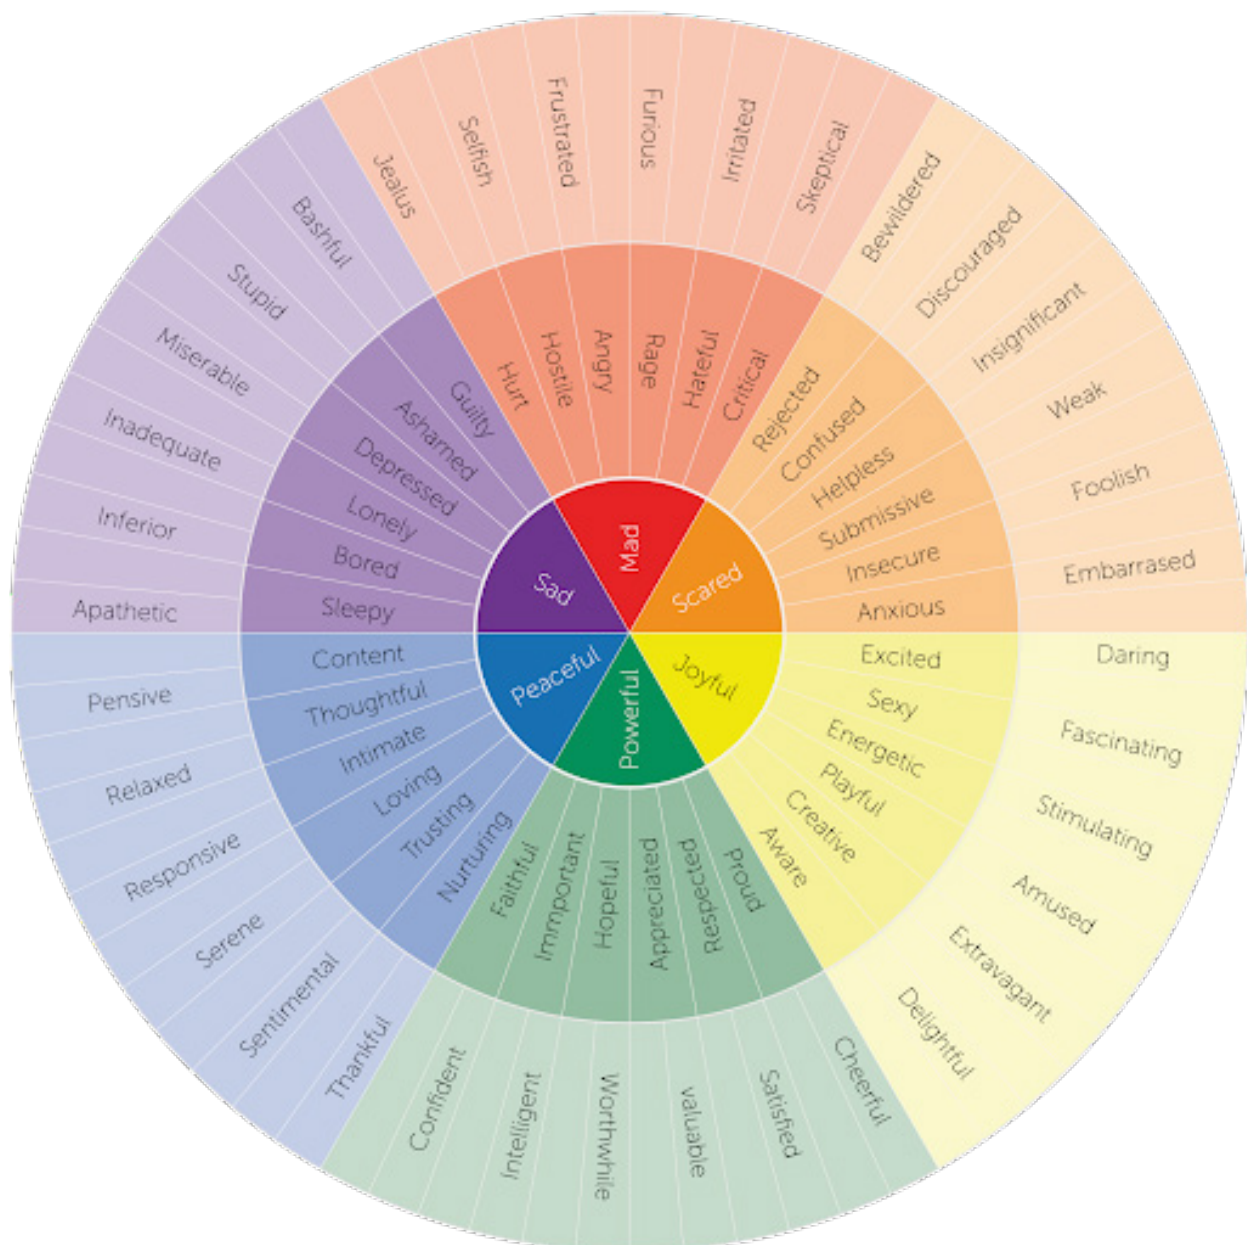 Mad
Scared
Joyful
Powerful
Peaceful
Sad
Hurt
Hostile
Angry
Rage
Hateful
Critical
Rejected
Confused
Helpless
Submissive
Insecure
Anxious
Excited
Sexy
Energetic
Playful
Creative
Aware
Proud
Respected
Appreciated
Hopeful
Immportant
Faithful
Nurturing
Trusting
Loving
Intimate
Thoughtful
Content
Sleepy
Bored
Lonely
Depressed
Asharned
Guilty
Jealus
Selfish
Frustrated
Furious
Irritated
Skeptical
Bewildered
Discouraged
Insignificant
Weak
Foolish
Embarrased
Daring
Fascinating
Stimulating
Amused
Extravagant
Delightful
Cheerful
Satisfied
valuable
Worthwhile
Intelligent
Confident
Thankful
Sentimental
Serene
Responsive
Relaxed
Pensive
Apathetic
Inferior
Inadequate
Miserable
Stupid
Bashful